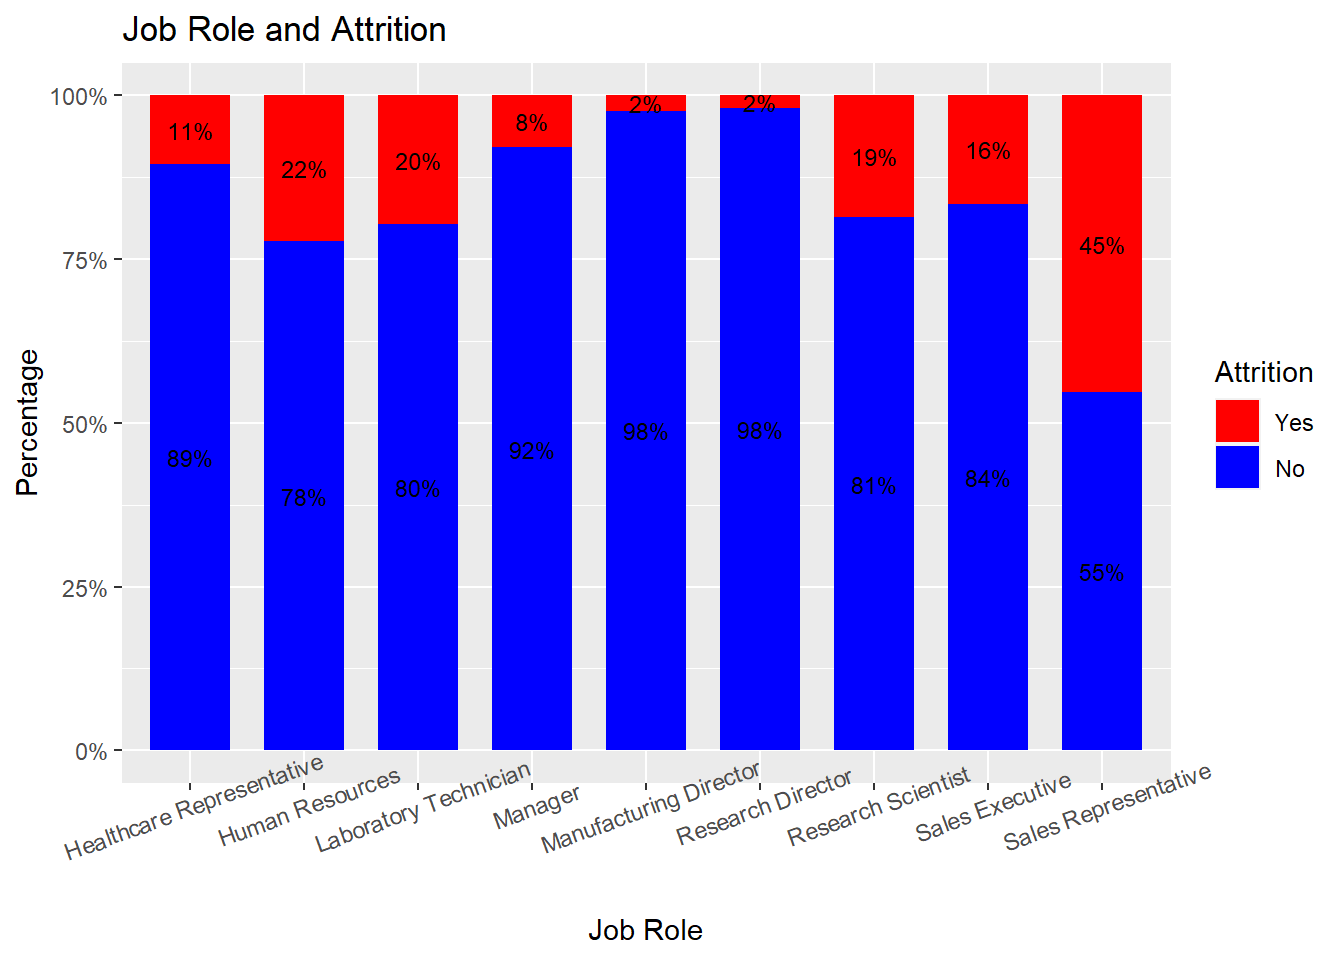 Job Role and Attrition
100%
75%
50%
25%
0%
Percentage
11%
22%
20%
8%
2%
2%
19%
16%
45%
89%
78%
80%
92%
98%
98%
81%
84%
55%
Healthcare Representative
Human Resources
Laboratory Technician
Manager
Manufacturing Director
Research Director
Research Scientist
Sales Executive
Sales Representative
Job Role
Attrition
Yes
No